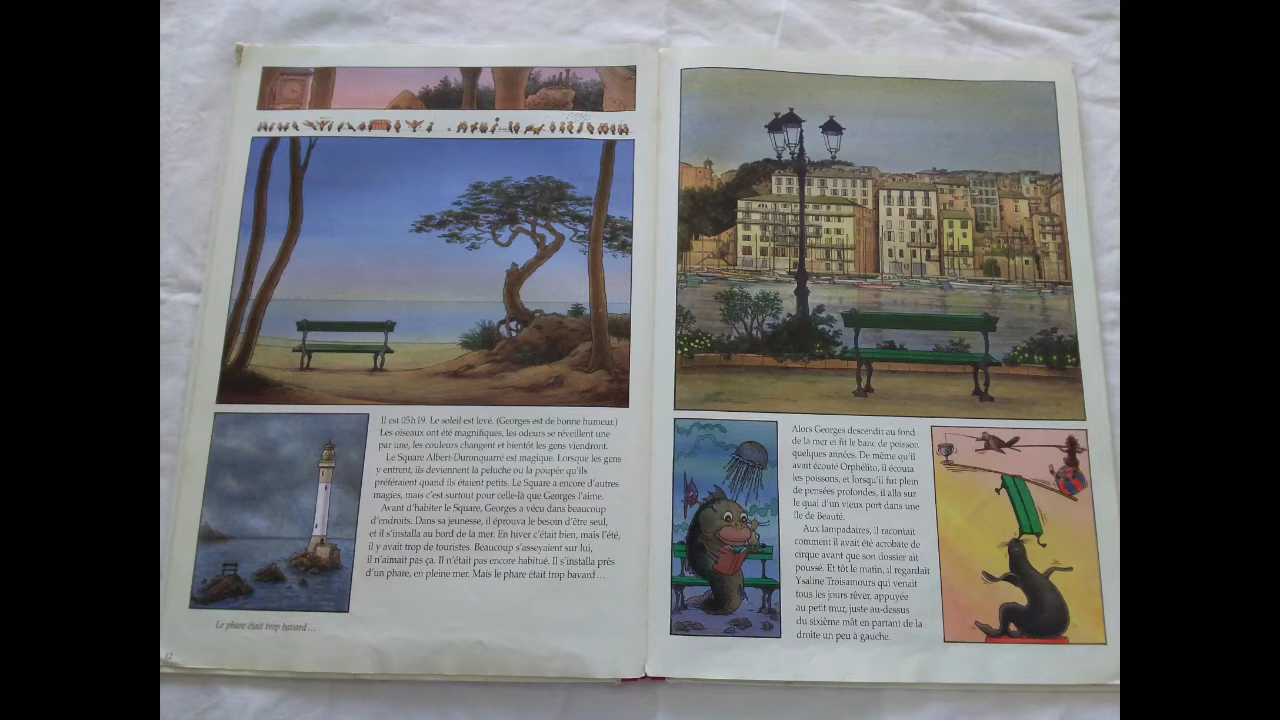 Il est 05h19. Le soleil est levé. (Georges est de bonne humeur.)
Les oiseaux ont été magnifiques, les odeurs se réveillent une
par une, les couleurs changent et bientôt les gens viendront.
Le Square Albert-Duronquarré est magique. Lorsque les gens
y entrent, ils deviennent la peluche ou la poupée qu'ils
préféraient quand ils étaient petits. Le Square a encore d'autres
magies, mais c'est surtout pour celle-là que Georges l'aime.
Avant d'habiter le Square, Georges a vécu dans beaucoup
d'endroits. Dans sa jeunesse, il éprouva le besoin d'être seul,
et il s'installa au bord de la mer. En hiver c'était bien, mais l'été,
il y avait trop de touristes. Beaucoup s'asseyaient sur lui,
il n'aimait pas ça. Il n'était pas encore habitué. Il s'installa près
d'un phare, en pleine mer. Mais le phare était trop bavard...
Le phare était trop bavard...
12
Alors Georges descendit au fond
de la mer et fit le banc de poisson
quelques années. De même qu'il
avait écouté Orphélito, il écouta
les poissons, et lorsqu'il fut plein
de pensées profondes, il alla sur
le quai d'un vieux port dans une
île de Beauté.
Aux lampadaires, il racontait
comment il avait été acrobate de
cirque avant que son dossier ait
poussé. Et tôt le matin, il regardait
Ysaline Troisamours qui venait
tous les jours rêver, appuyée
au petit mur, juste au-dessus
du sixième mât en partant de la
droite un peu à gauche.